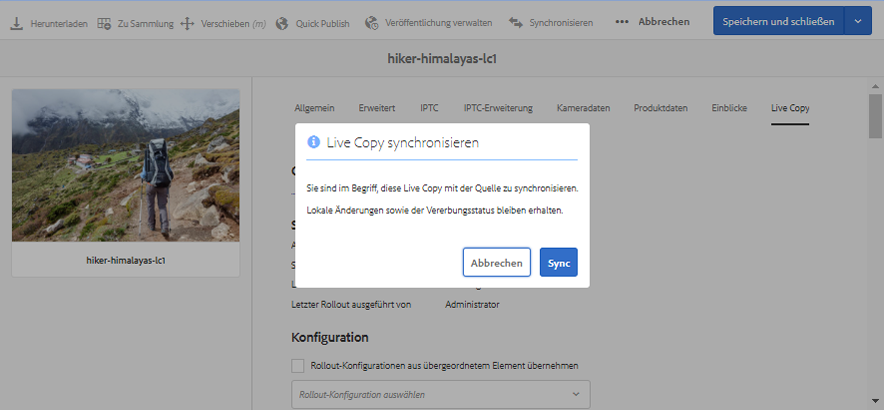 Herunterladen Zu Sammlung Verschieben (m) Quick Publish Veröffentlichung verwalten Synchronisieren Abbrechen Speichern und schließen
hiker-himalayas-lc1
Allgemein Erweitert IPTC IPTC-Erweiterung Kameradaten Produktdaten Einblicke Live Copy
Live Copy synchronisieren
Sie sind im Begriff, diese Live Copy mit der Quelle zu synchronisieren.
Lokale Änderungen sowie der Vererbungsstatus bleiben erhalten.
Abbrechen Sync
hiker-himalayas-lc1
Letzter Rollout ausgeführt von Administrator
Konfiguration
Rollout-Konfigurationen aus übergeordnetem Element übernehmen
Rollout-Konfiguration auswählen